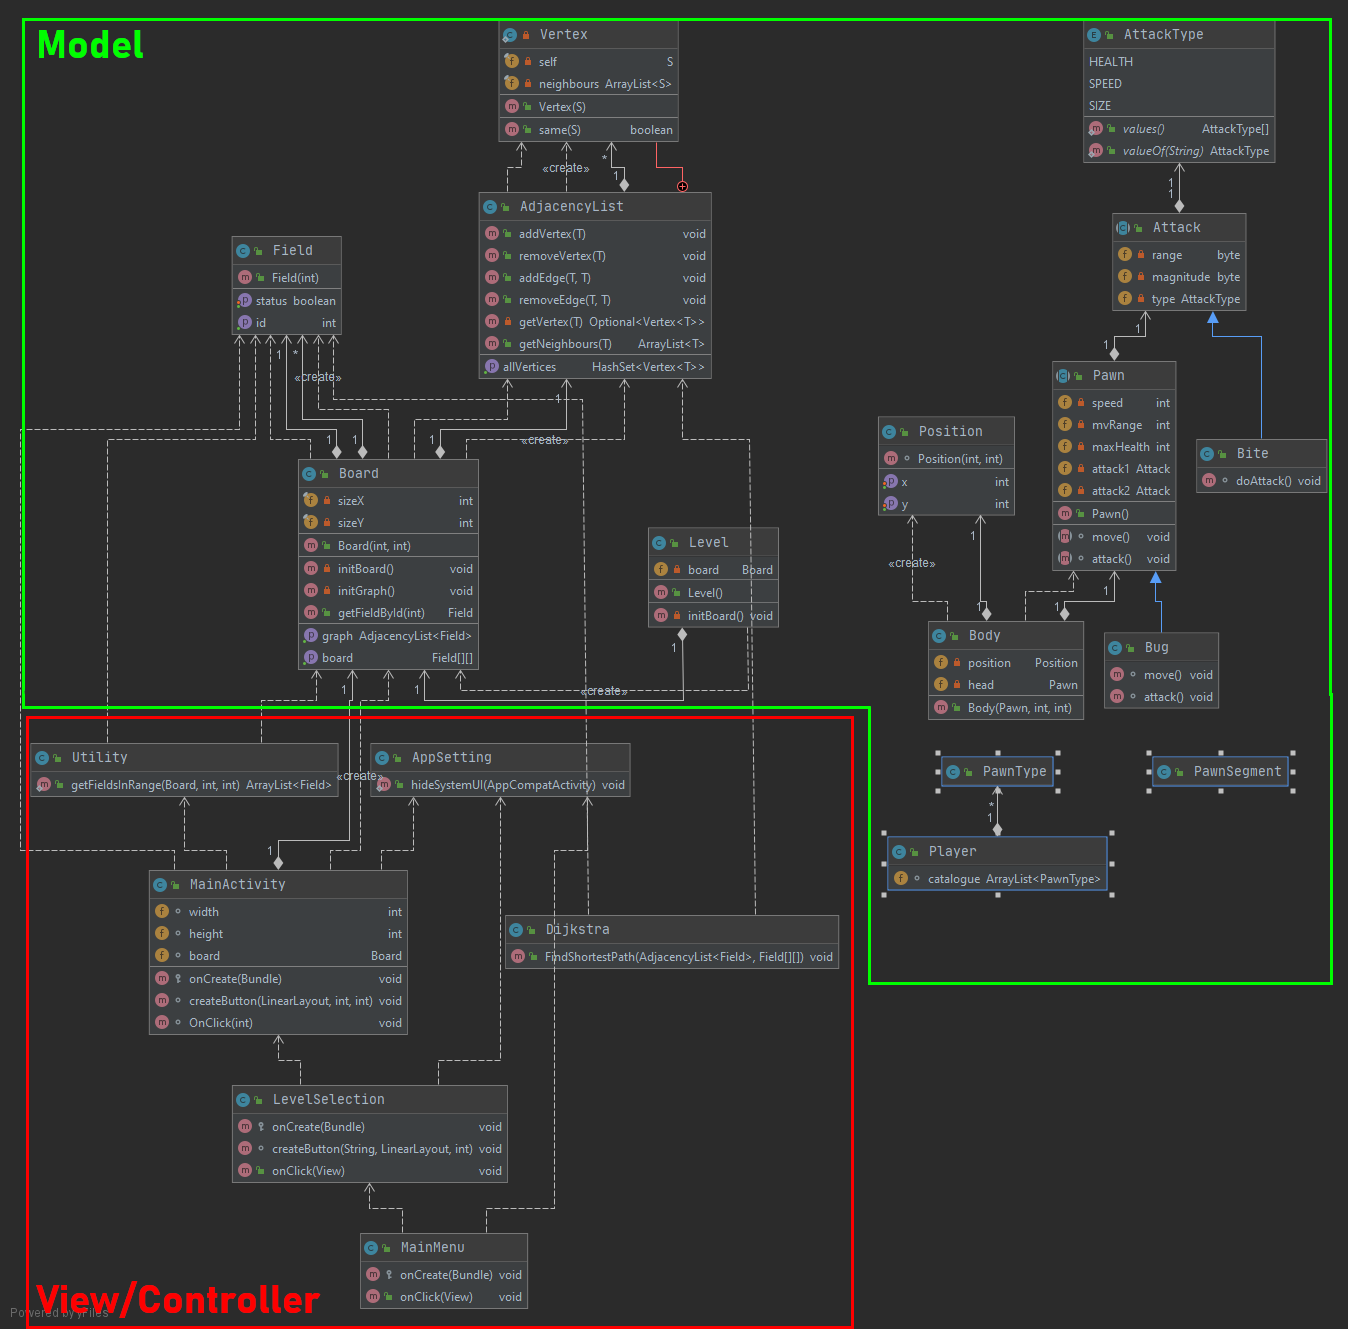 Model
Vertex
self S
neighbours ArrayList<S>
Vertex(S)
same(S) boolean
AttackType
HEALTH
SPEED
SIZE
values() AttackType[]
valueOf(String) AttackType
«create»
*
1
1
1
AdjacencyList
addVertex(T) void
removeVertex(T) void
addEdge(T, T) void
removeEdge(T, T) void
getVertex(T) Optional<Vertex<T>>
getNeighbours(T) ArrayList<T>
allVertices HashSet<Vertex<T>>
Attack
range byte
magnitude byte
type AttackType
Field
Field(int)
status boolean
id int
1
*
«create»
1
1
1
1
«create»
1
1
1
Pawn
speed int
mvRange int
maxHealth int
attack1 Attack
attack2 Attack
Pawn()
move() void
attack() void
Position
Position(int, int)
x int
y int
Bite
doAttack() void
Board
sizeX int
sizeY int
Board(int, int)
initBoard() void
initGraph() void
getFieldById(int) Field
graph AdjacencyList<Field>
board Field[][]
Level
board Board
Level()
initBoard() void
1
«create»
1
1
1
1
Body
position Position
head Pawn
Body(Pawn, int, int)
Bug
move() void
attack() void
1
1
1
«create»
Utility
getFieldsInRange(Board, int, int) ArrayList<Field>
«create»
AppSetting
hideSystemUI(AppCompatActivity) void
PawnType
PawnSegment
*
1
Player
catalogue ArrayList<PawnType>
1
MainActivity
width int
height int
board Board
onCreate(Bundle) void
createButton(LinearLayout, int, int) void
OnClick(int) void
Dijkstra
FindShortestPath(AdjacencyList<Field>, Field[][]) void
LevelSelection
onCreate(Bundle) void
createButton(String, LinearLayout, int) void
onClick(View) void
MainMenu
onCreate(Bundle) void
onClick(View) void
View/Controller
Powered by yFiles